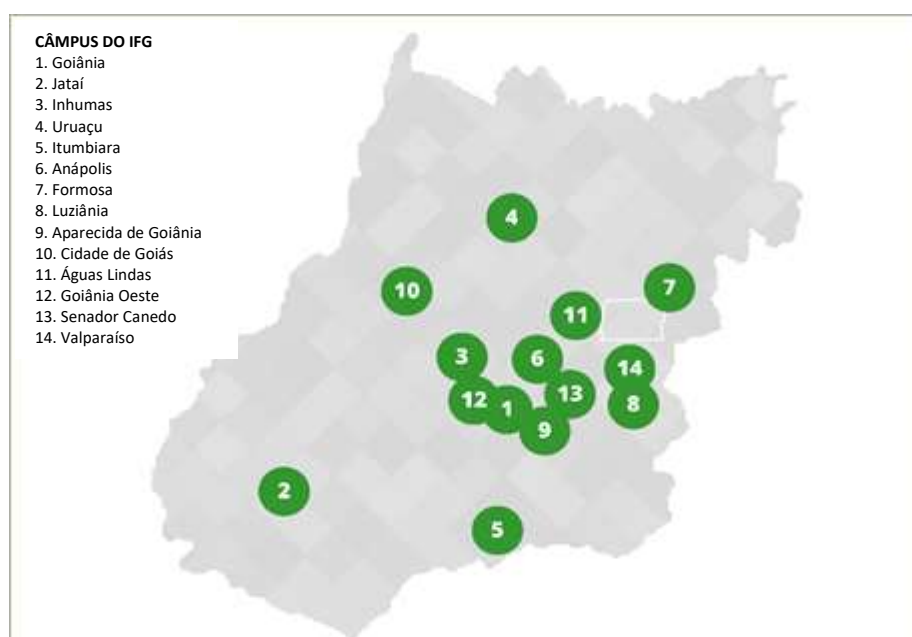 CÂMPUS DO IFG
1. Goiânia
2. Jataí
3. Inhumas
4. Uruaçu
5. Itumbiara
6. Anápolis
7. Formosa
8. Luziânia
9. Aparecida de Goiânia
10. Cidade de Goiás
11. Águas Lindas
12. Goiânia Oeste
13. Senador Canedo
14. Valparaíso
4
7
10
11
3
6
14
12
1
13
8
9
2
5